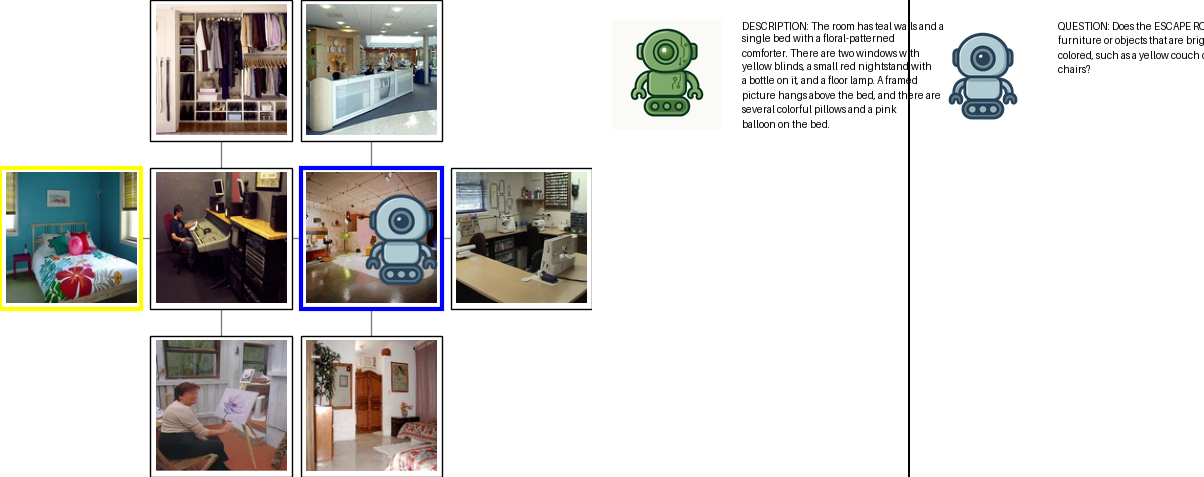 DESCRIPTION: The room has teal walls and a
single bed with a floral-patterned
comforter. There are two windows with
yellow blinds, a small red nightstand with
a bottle on it, and a floor lamp. A framed
picture hangs above the bed, and there are
several colorful pillows and a pink
balloon on the bed.
QUESTION: Does the ESCAPE
furniture or objects that are
colored, such as a yellow couch
chairs?